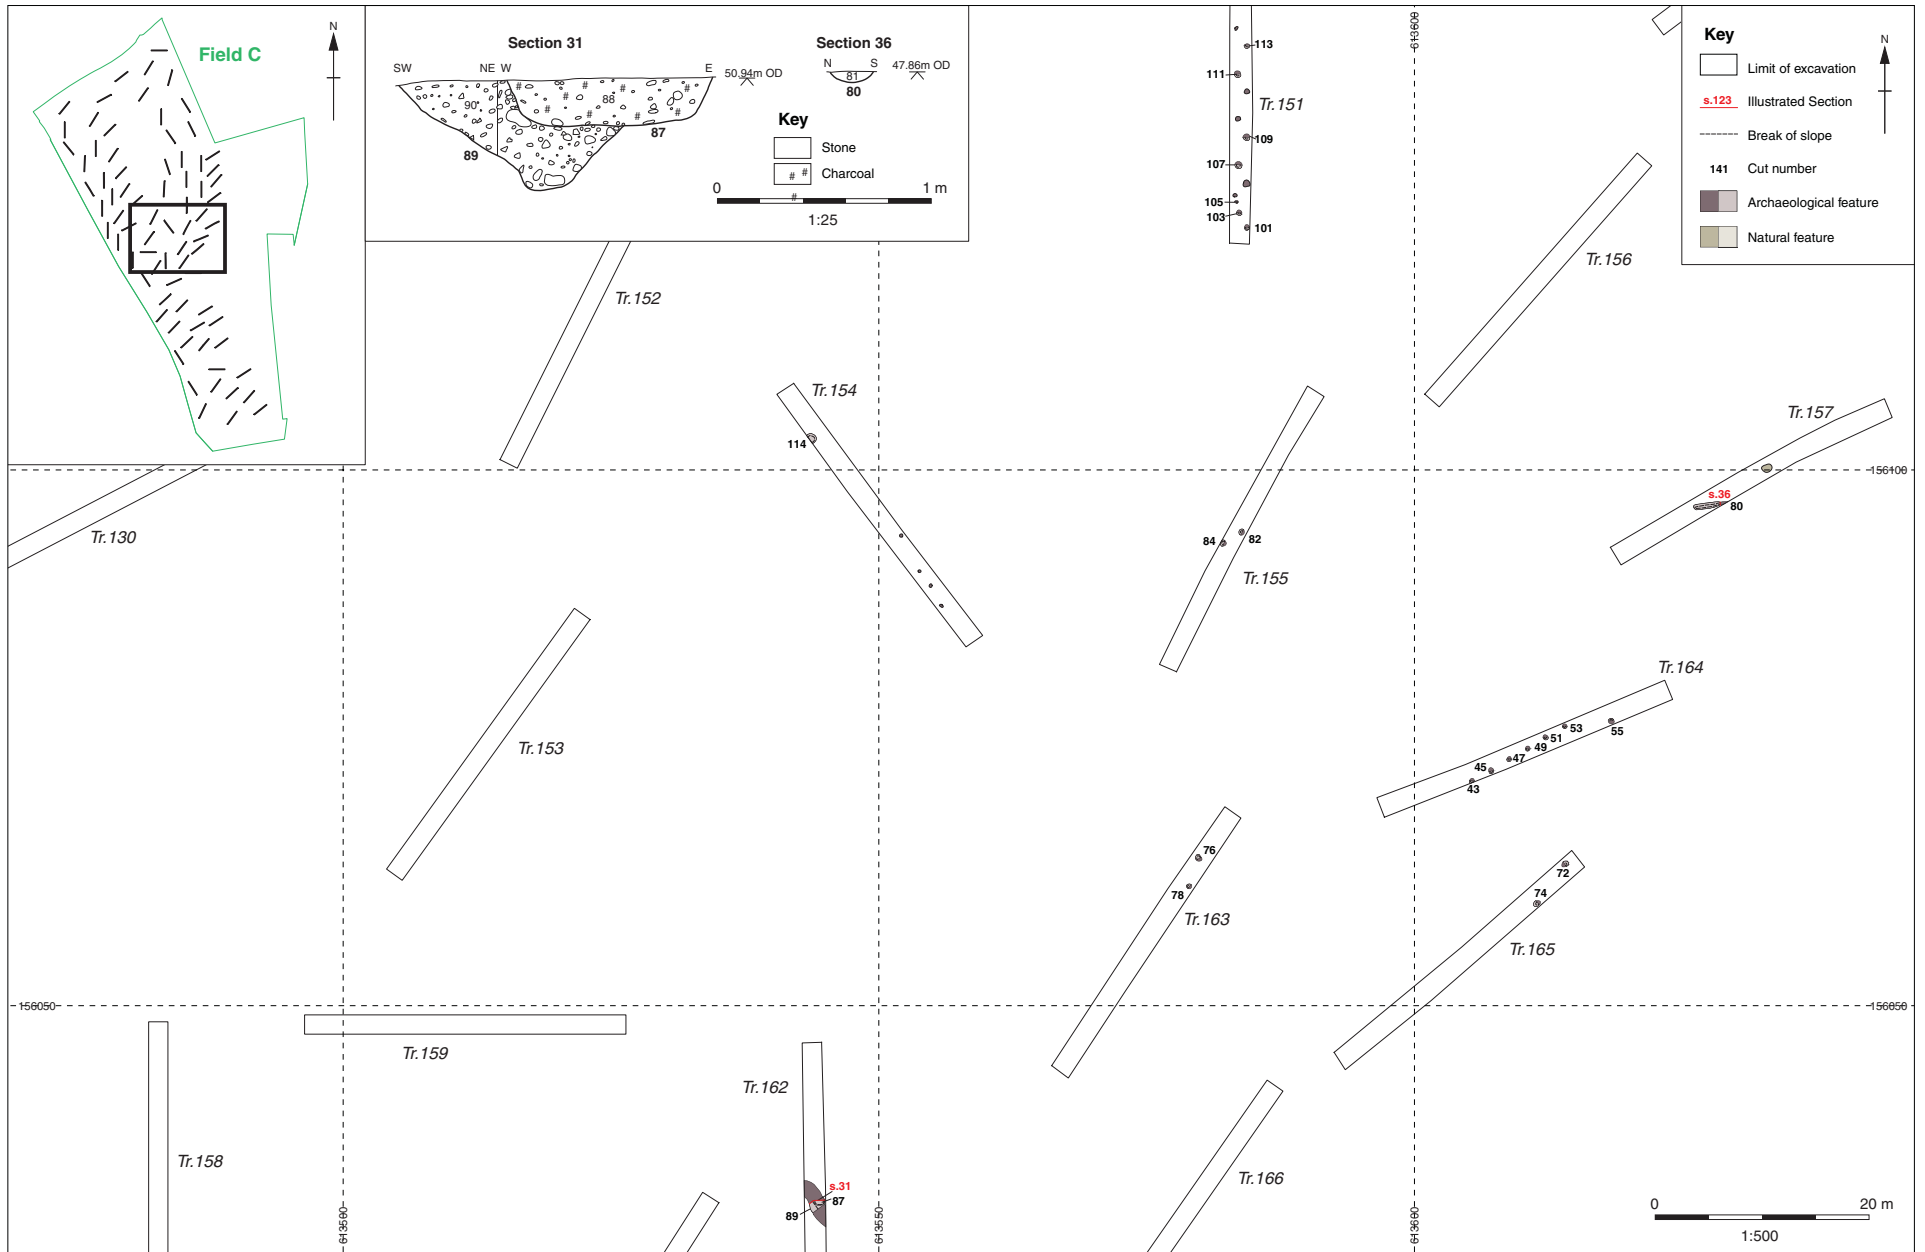 Field C
N
Section 31
SW
NE W
E
50.94m OD
90
88
89
87
Section 36
N
S
47.86m OD
81
80
Key
Stone
Charcoal
0
1 m
1:25
Key
Limit of excavation
s.123
Illustrated Section
Break of slope
141
Cut number
Archaeological feature
Natural feature
N
613600
113
111
Tr.151
109
107
105
103
101
Tr.152
Tr.156
Tr.154
114
Tr.157
156100
s.36
80
Tr.130
84
82
Tr.155
Tr.164
Tr.153
53
55
51
49
47
45
43
76
78
Tr.163
72
74
Tr.165
156050
156050
Tr.159
Tr.162
Tr.158
Tr.166
s.31
87
89
613500
613550
613600
0
20 m
1:500